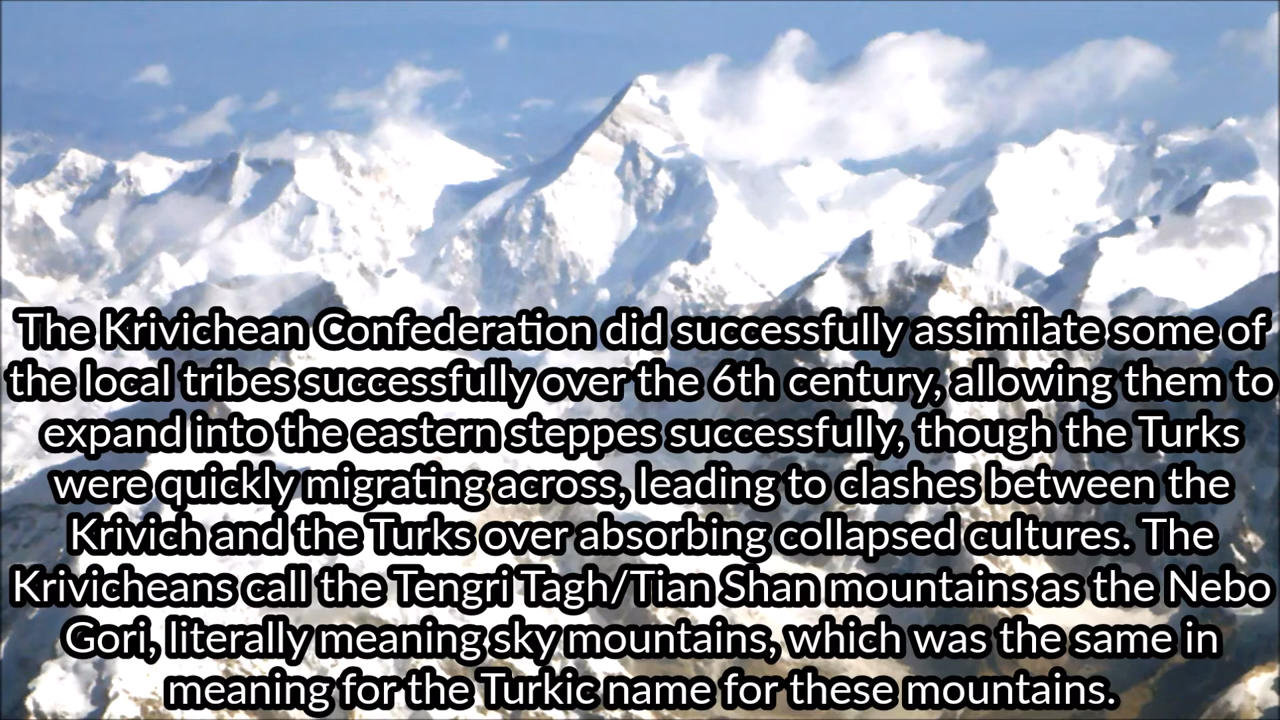 The Krivichean Confederation did successfully assimilate some of
the local tribes successfully over the 6th century, allowing them to
expand into the eastern steppes successfully, though the Turks
were quickly migrating across, leading to clashes between the
Krivich and the Turks over absorbing collapsed cultures. The
Krivicheans call the Tengri Tagh/Tian Shan mountains as the Nebo
Gori, literally meaning sky mountains, which was the same in
meaning for the Turkic name for these mountains.